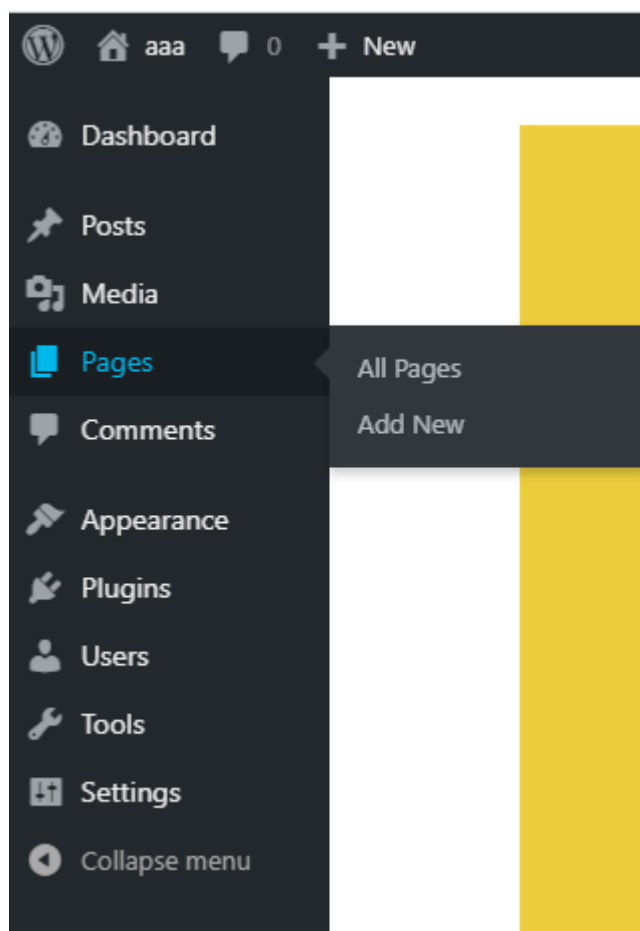 aaa 0 New
Dashboard
Posts
Media
Pages
All Pages
Add New
Comments
Appearance
Plugins
Users
Tools
Settings
Collapse menu